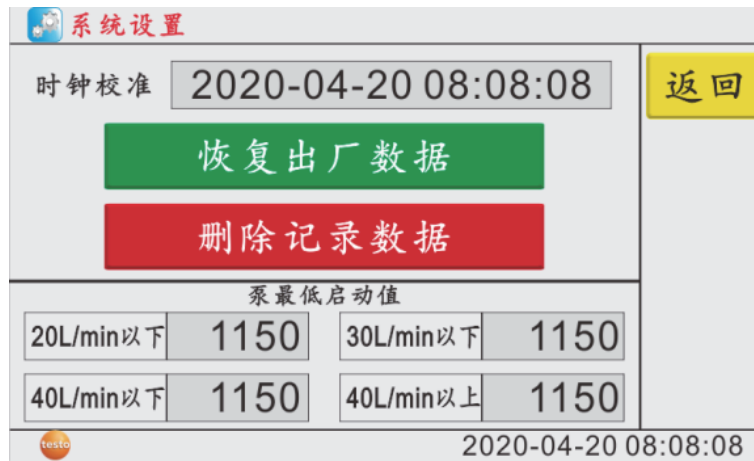 系统设置
时钟校准 2020-04-20 08:08:08 返回
恢复出厂数据
删除记录数据
泵最低启动值
20L/min以下 1150 30L/min以下 1150
40L/min以下 1150 40L/min以上 1150
testo 2020-04-20 08:08:08